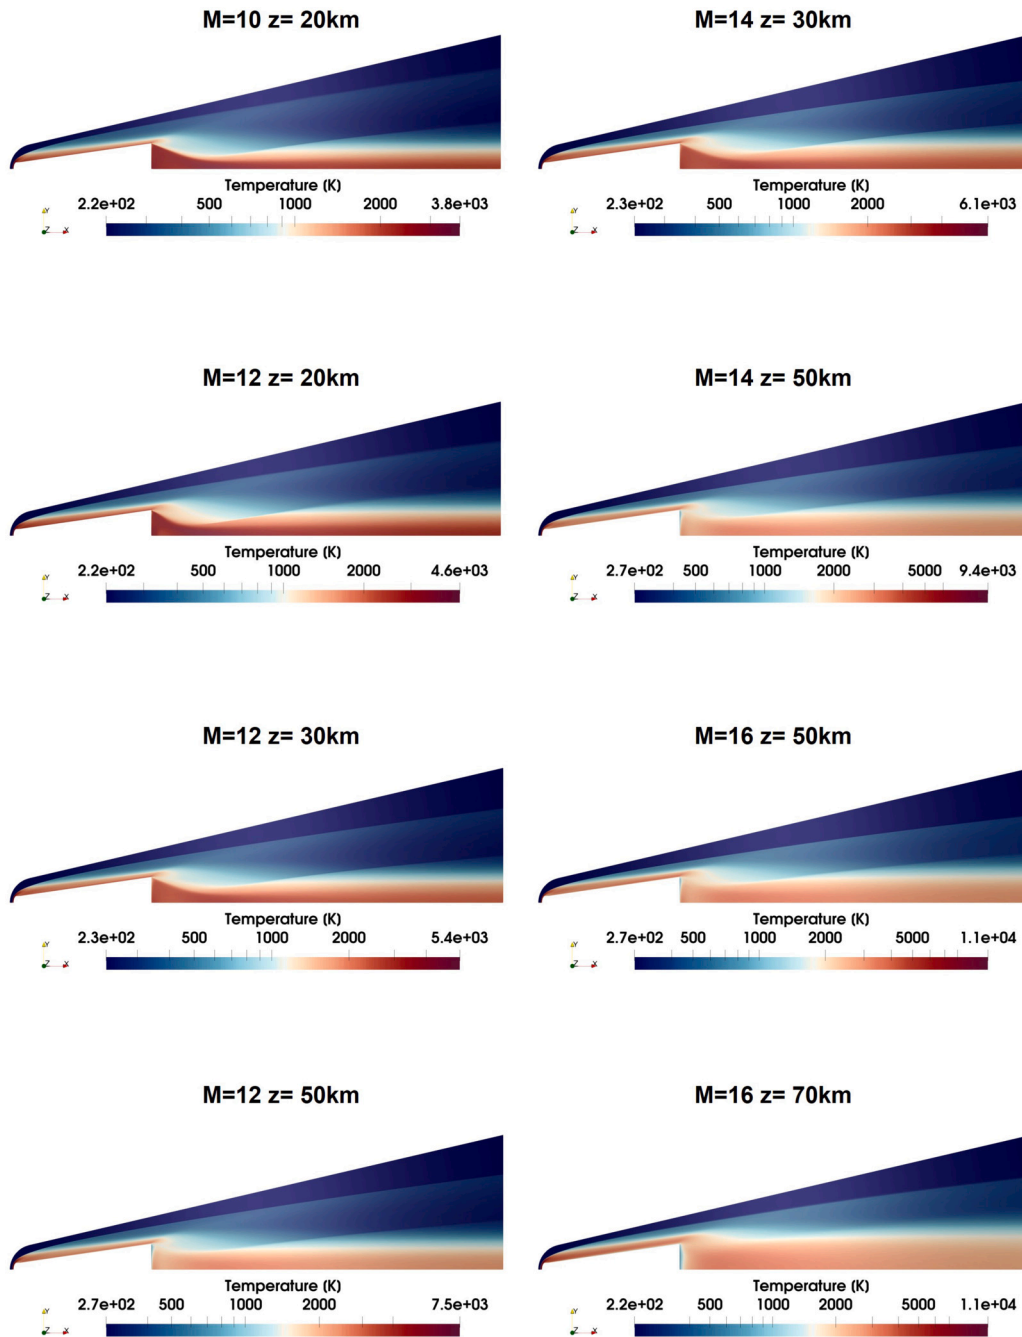 M=10 z= 20km
Temperature (K)
2.2e+02 500 1000 2000 3.8e+03
Y
Z X
M=14 z= 30km
Temperature (K)
2.3e+02 500 1000 2000 6.1e+03
Y
Z X
M=12 z= 20km
Temperature (K)
2.2e+02 500 1000 2000 4.6e+03
Y
Z X
M=14 z= 50km
Temperature (K)
2.7e+02 500 1000 2000 5000 9.4e+03
Y
Z X
M=12 z= 30km
Temperature (K)
2.3e+02 500 1000 2000 5.4e+03
Y
Z X
M=16 z= 50km
Temperature (K)
2.7e+02 500 1000 2000 5000 1.1e+04
Y
Z X
M=12 z= 50km
Temperature (K)
2.7e+02 500 1000 2000 7.5e+03
Y
Z X
M=16 z= 70km
Temperature (K)
2.2e+02 500 1000 2000 5000 1.1e+04
Y
Z X